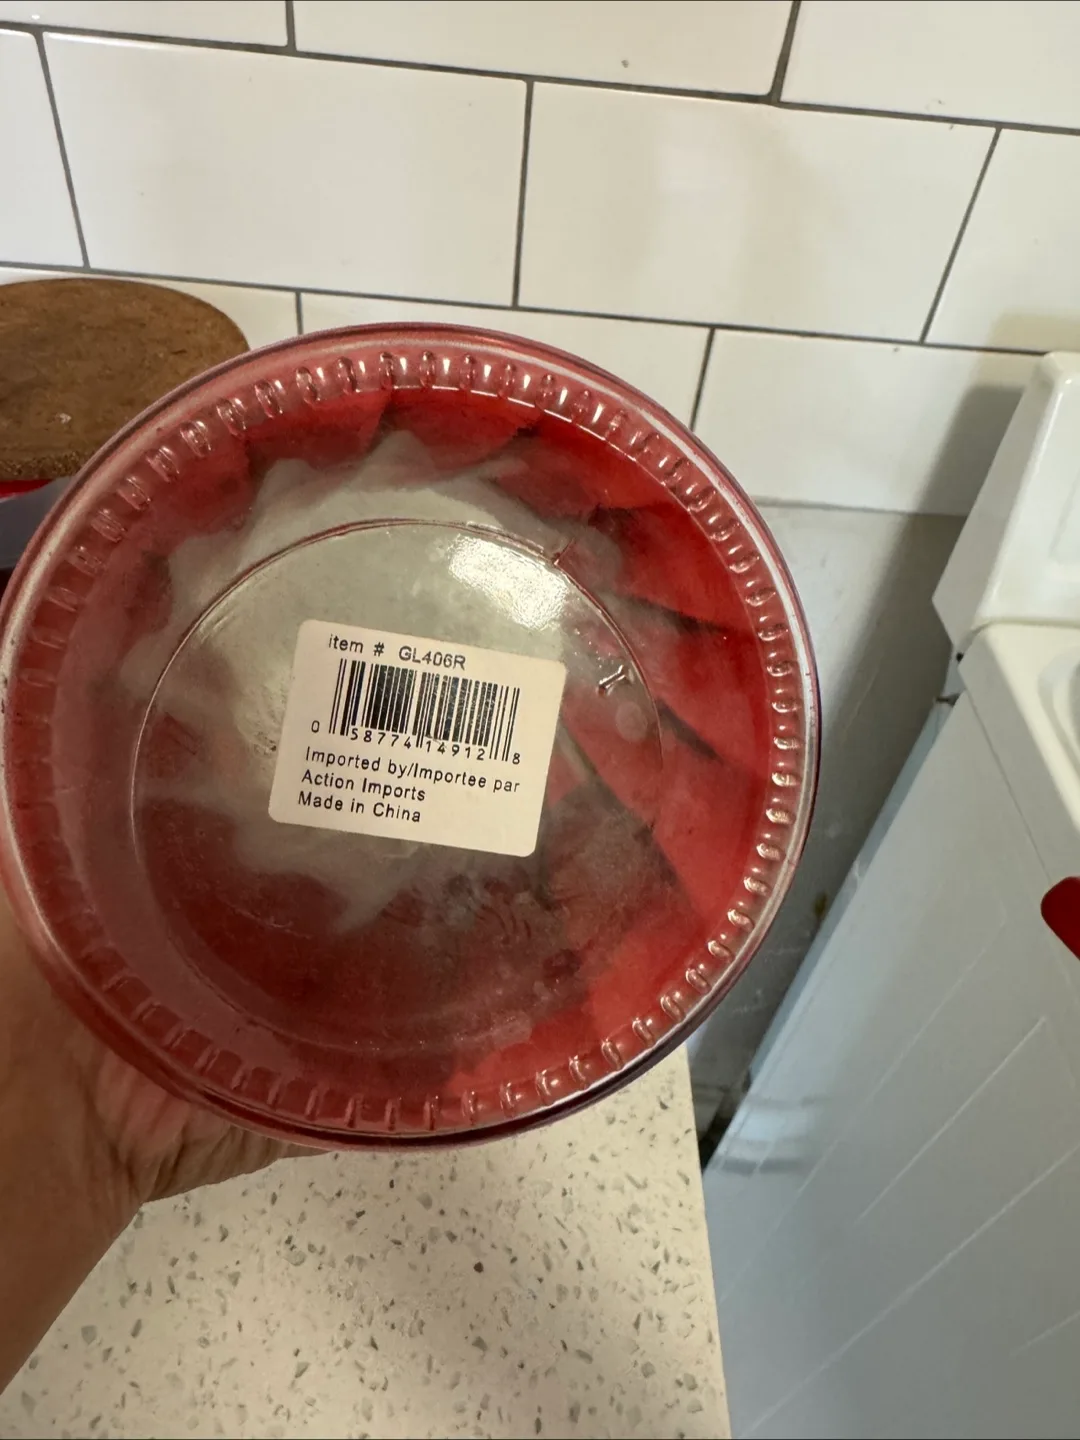 item # GL406R
0 58774 14912 8
Imported by/Importee par
Action Imports
Made in China